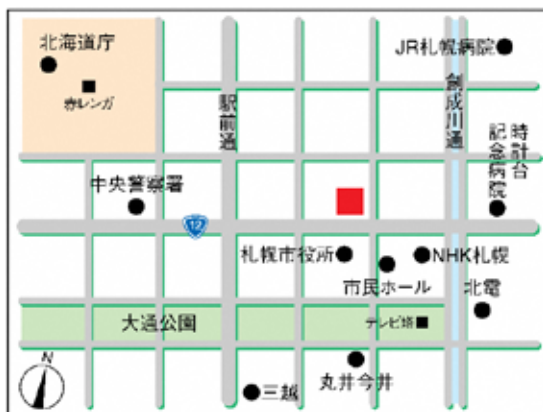 北海道庁
赤レンガ
JR札幌病院
駅前通
創成川通
時計台
記念病院
中央警察署
12
札幌市役所
NHK札幌
市民ホール
北電
大通公園
テレビ塔
丸井今井
三越
N